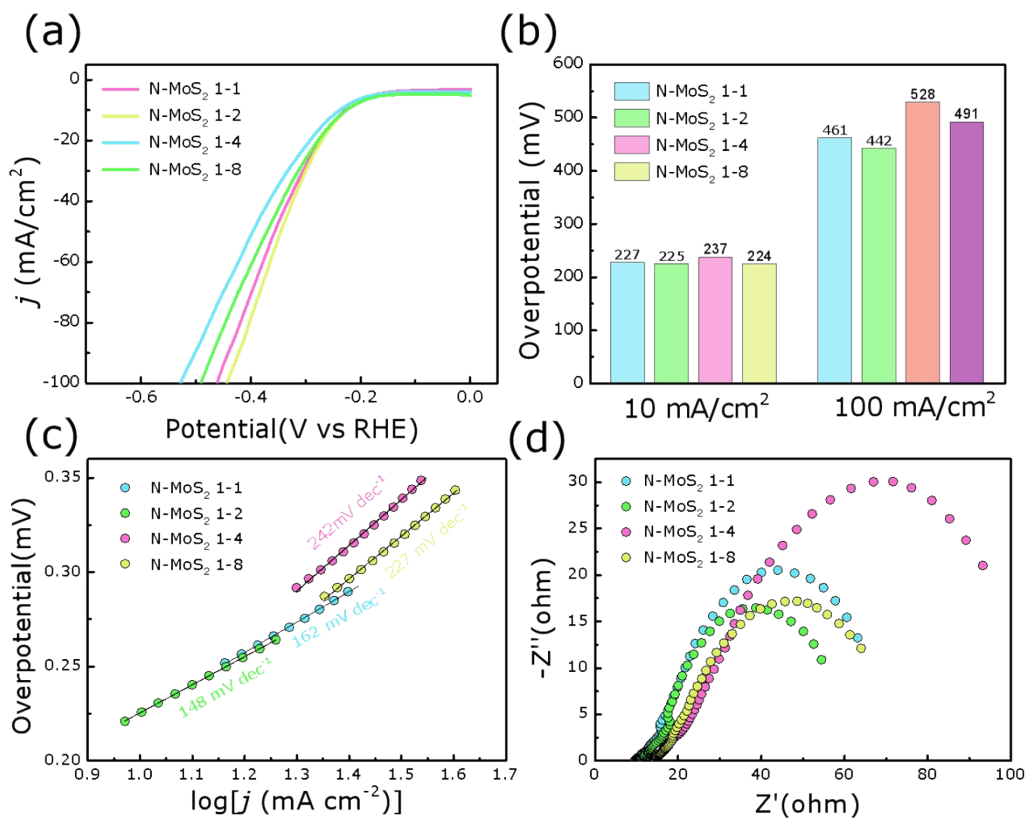 (a)
N-MoS2 1-1
N-MoS2 1-2
N-MoS2 1-4
N-MoS2 1-8
0
-20
-40
-60
-80
-100
-0.6
-0.4
-0.2
0.0
j (mA/cm²)
Potential(V vs RHE)
(b)
N-MoS2 1-1
N-MoS2 1-2
N-MoS2 1-4
N-MoS2 1-8
600
500
400
300
200
100
0
Overpotential (mV)
227
225
237
224
461
442
528
491
10 mA/cm²
100 mA/cm²
(c)
N-MoS2 1-1
N-MoS2 1-2
N-MoS2 1-4
N-MoS2 1-8
0.35
0.30
0.25
0.20
0.9
1.0
1.1
1.2
1.3
1.4
1.5
1.6
1.7
Overpotential(mV)
log[j (mA cm⁻²)]
242mV dec⁻¹
227 mV dec⁻¹
162 mV dec⁻¹
148 mV dec⁻¹
(d)
N-MoS2 1-1
N-MoS2 1-2
N-MoS2 1-4
N-MoS2 1-8
30
25
20
15
10
5
0
0
20
40
60
80
100
-Z''(ohm)
Z'(ohm)